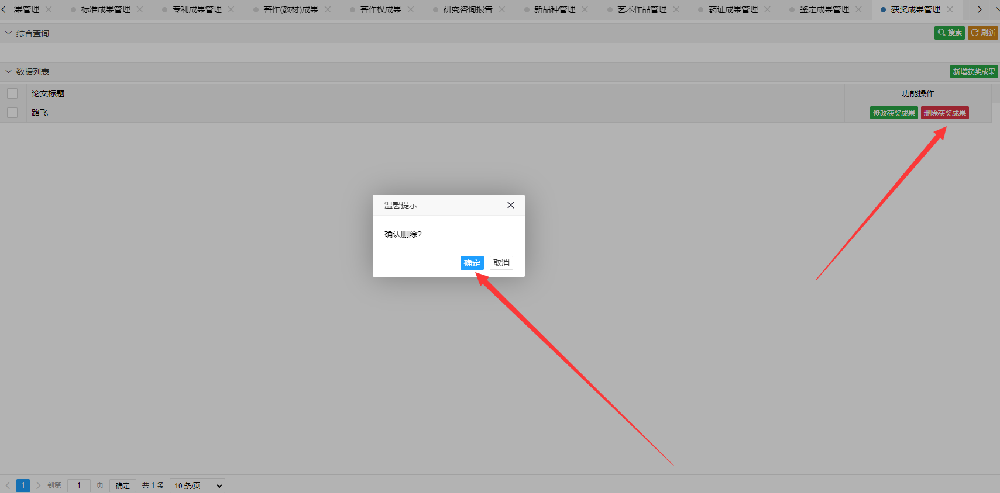 果管理 标准成果管理 专利成果管理 著作(教材)成果 著作权成果 研究咨询报告 新品种管理 艺术作品管理 药证成果管理 鉴定成果管理 获奖成果管理
综合查询 搜索 刷新
数据列表 新增获奖成果
论文标题 功能操作
路飞 修改获奖成果 删除获奖成果
温馨提示
确认删除?
确定 取消
1 到第 1 页 确定 共 1 条 10 条/页